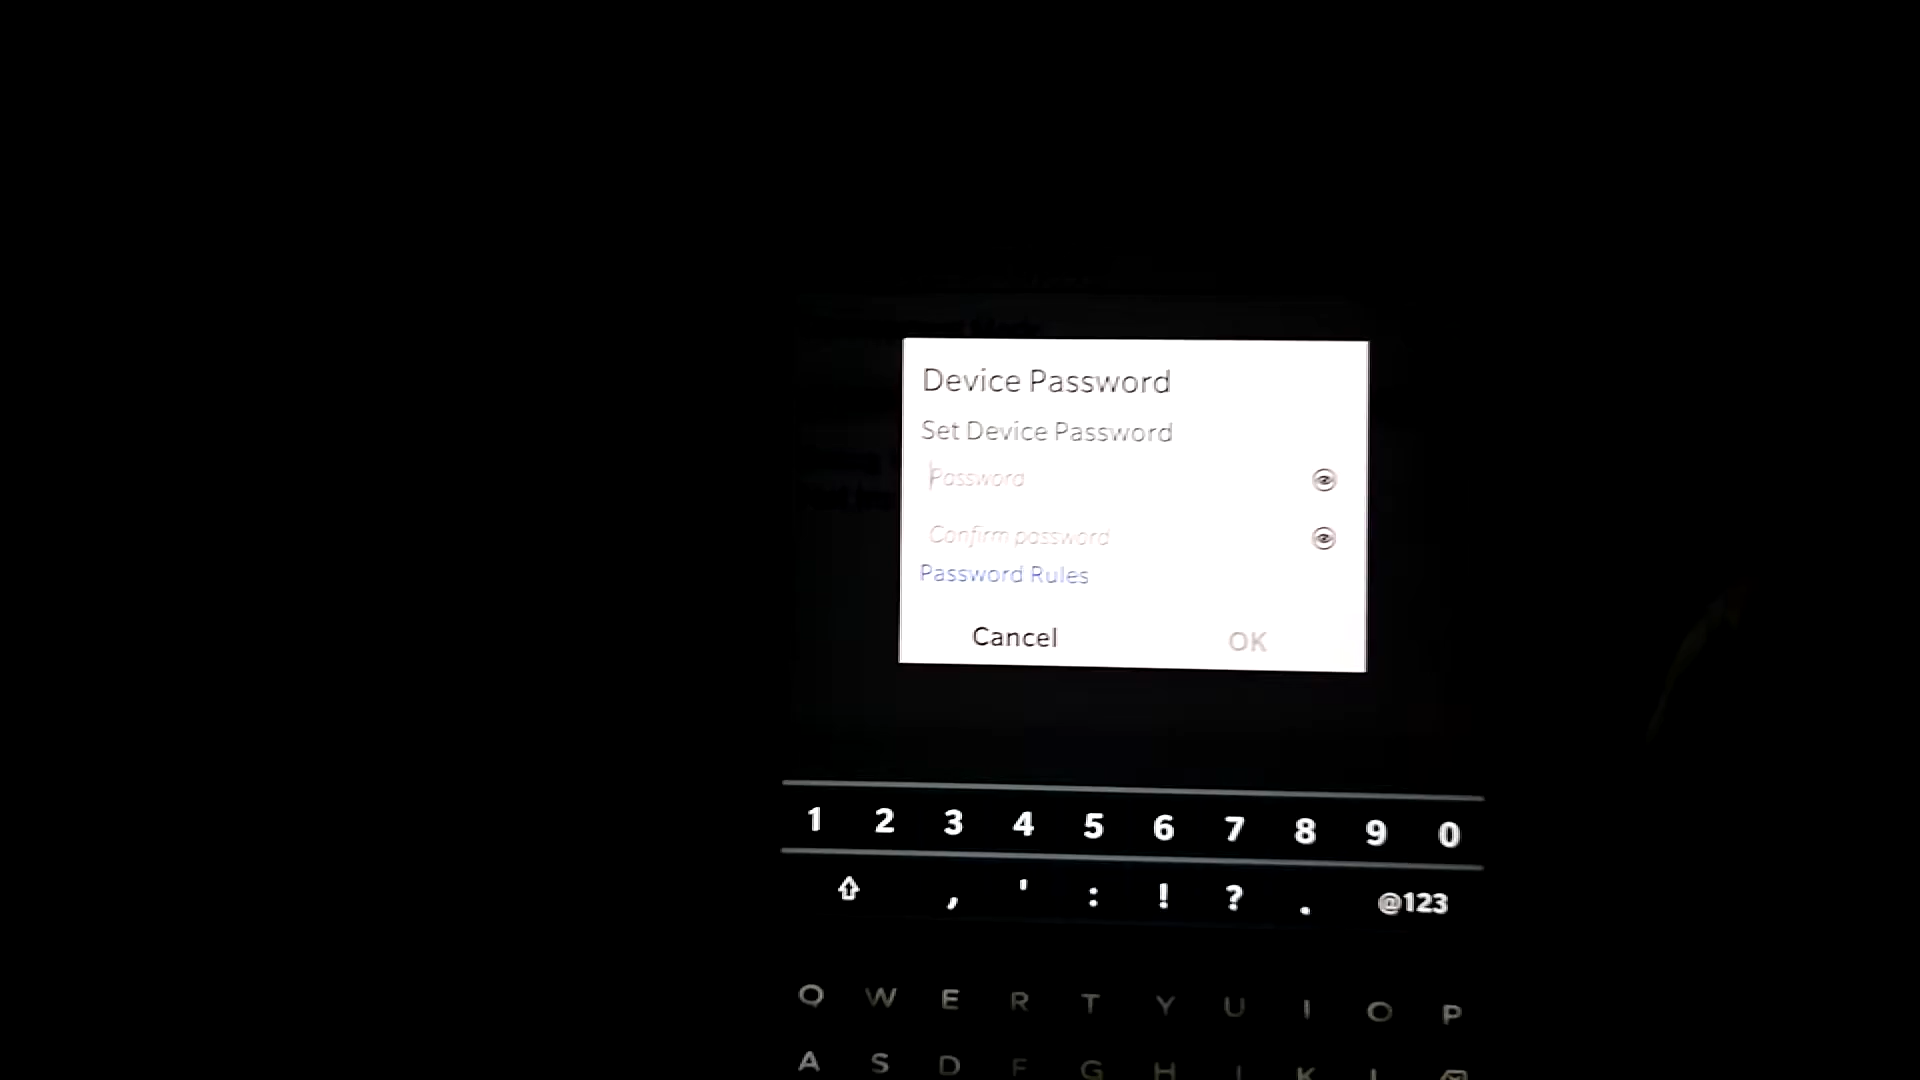 Device Password
Set Device Password
Password
Confirm password
Password Rules
Cancel OK
1 2 3 4 5 6 7 8 9 0
, ' : ! ? . @123
Q W E R T Y U I O P
A S D F G H K